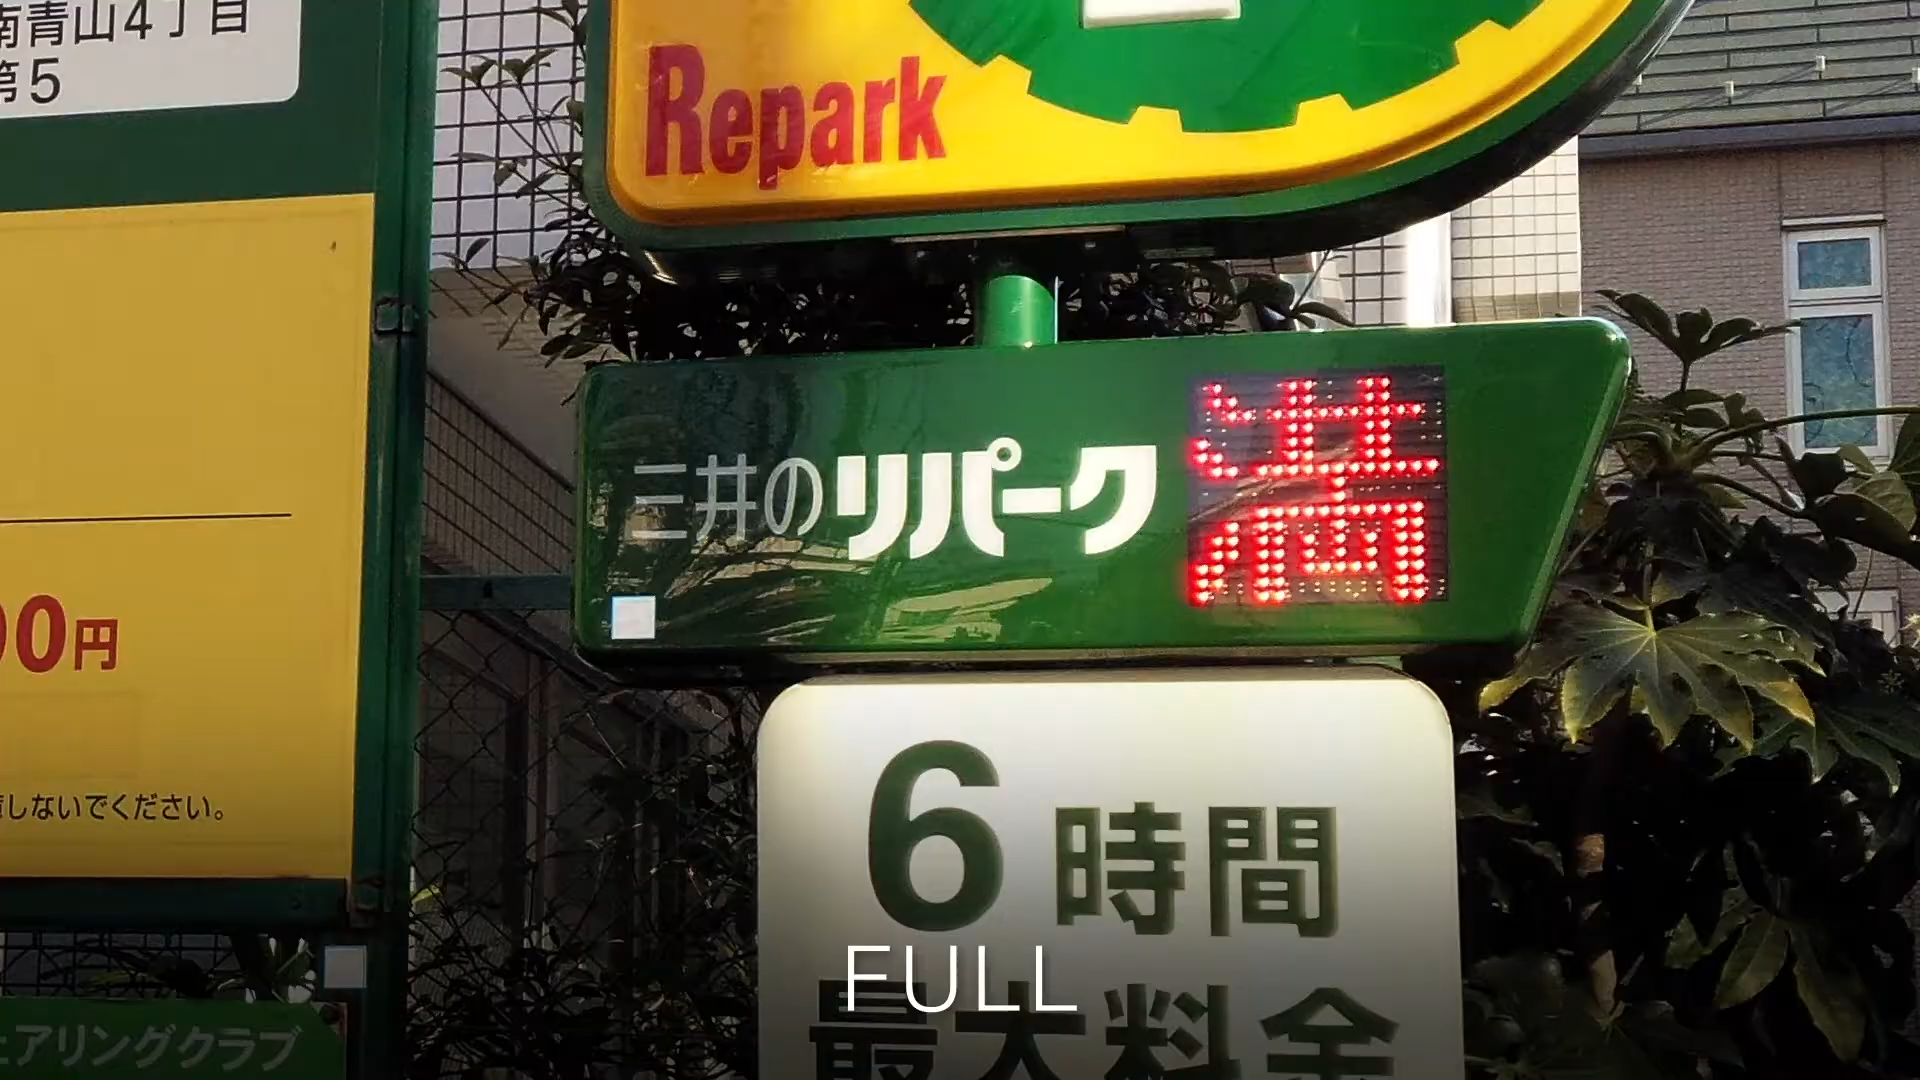 南青山4丁目
第5
Repark
三井のリパーク 満
00円
しないでください。
6時間
最大料金
FULL
ェアリングクラブ